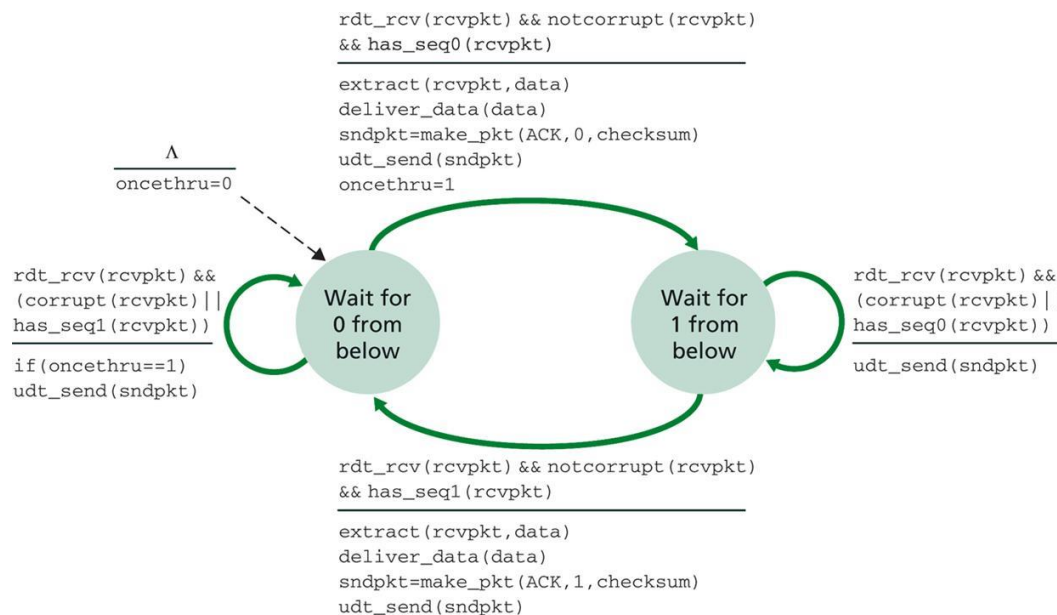 rdt_rcv(rcvpkt) && notcorrupt(rcvpkt)
&& has_seq0(rcvpkt)
extract(rcvpkt,data)
deliver_data(data)
sndpkt=make_pkt(ACK,0,checksum)
udt_send(sndpkt)
oncethru=1
Λ
oncethru=0
rdt_rcv(rcvpkt) &&
(corrupt(rcvpkt)||
has_seq1(rcvpkt))
if(oncethru==1)
udt_send(sndpkt)
Wait for
0 from
below
Wait for
1 from
below
rdt_rcv(rcvpkt) &&
(corrupt(rcvpkt)|
has_seq0(rcvpkt))
udt_send(sndpkt)
rdt_rcv(rcvpkt) && notcorrupt(rcvpkt)
&& has_seq1(rcvpkt)
extract(rcvpkt,data)
deliver_data(data)
sndpkt=make_pkt(ACK,1,checksum)
udt_send(sndpkt)